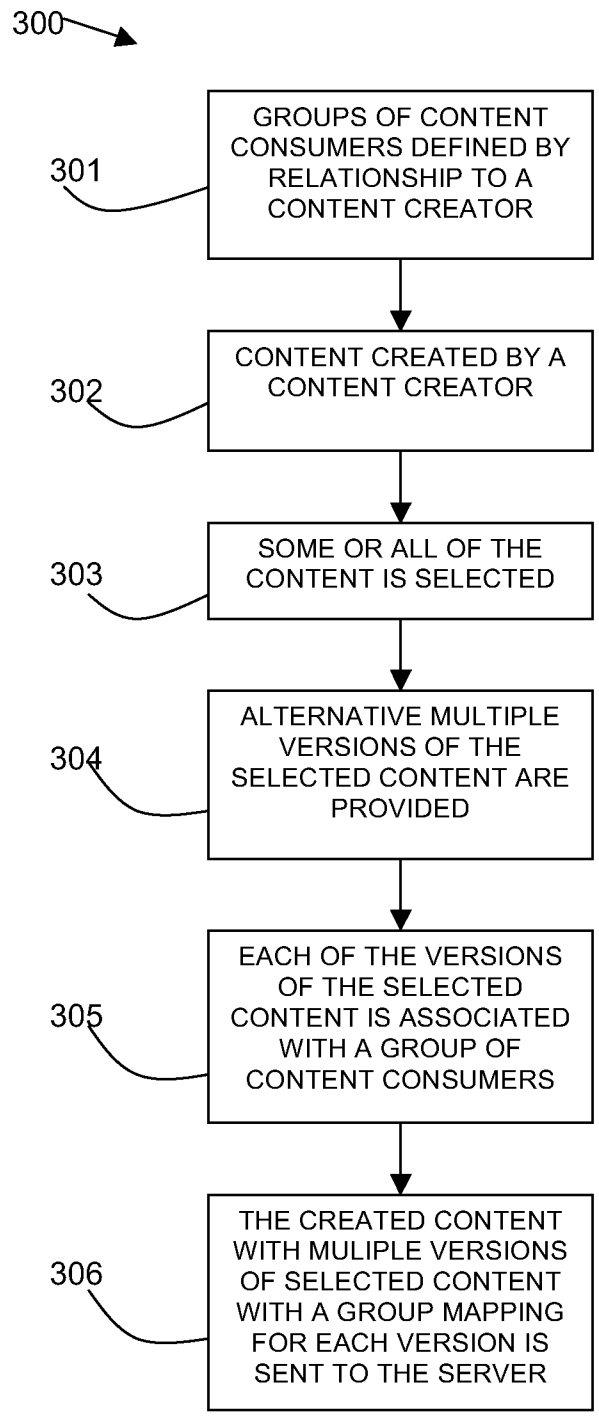 300
GROUPS OF CONTENT
CONSUMERS DEFINED BY
RELATIONSHIP TO A
CONTENT CREATOR
301
CONTENT CREATED BY A
CONTENT CREATOR
302
SOME OR ALL OF THE
CONTENT IS SELECTED
303
ALTERNATIVE MULTIPLE
VERSIONS OF THE
SELECTED CONTENT ARE
PROVIDED
304
EACH OF THE VERSIONS
OF THE SELECTED
CONTENT IS ASSOCIATED
WITH A GROUP OF
CONTENT CONSUMERS
305
THE CREATED CONTENT
WITH MULIPLE VERSIONS
OF SELECTED CONTENT
WITH A GROUP MAPPING
FOR EACH VERSION IS
SENT TO THE SERVER
306